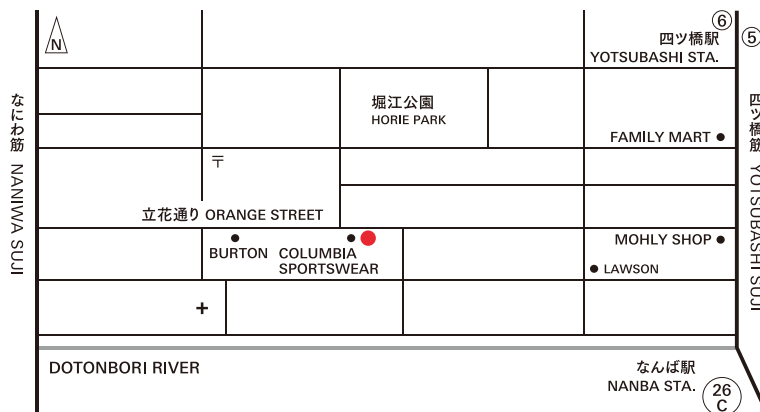 N
⑥
四ツ橋駅
YOTSUBASHI STA.
⑤
堀江公園
HORIE PARK
なにわ筋 NANIWA SUJI
四ツ橋筋 YOTSUBASHI SUJI
FAMILY MART
〒
立花通り ORANGE STREET
BURTON
COLUMBIA
SPORTSWEAR
MOHLY SHOP
LAWSON
DOTONBORI RIVER
なんば駅
NANBA STA.
26
C